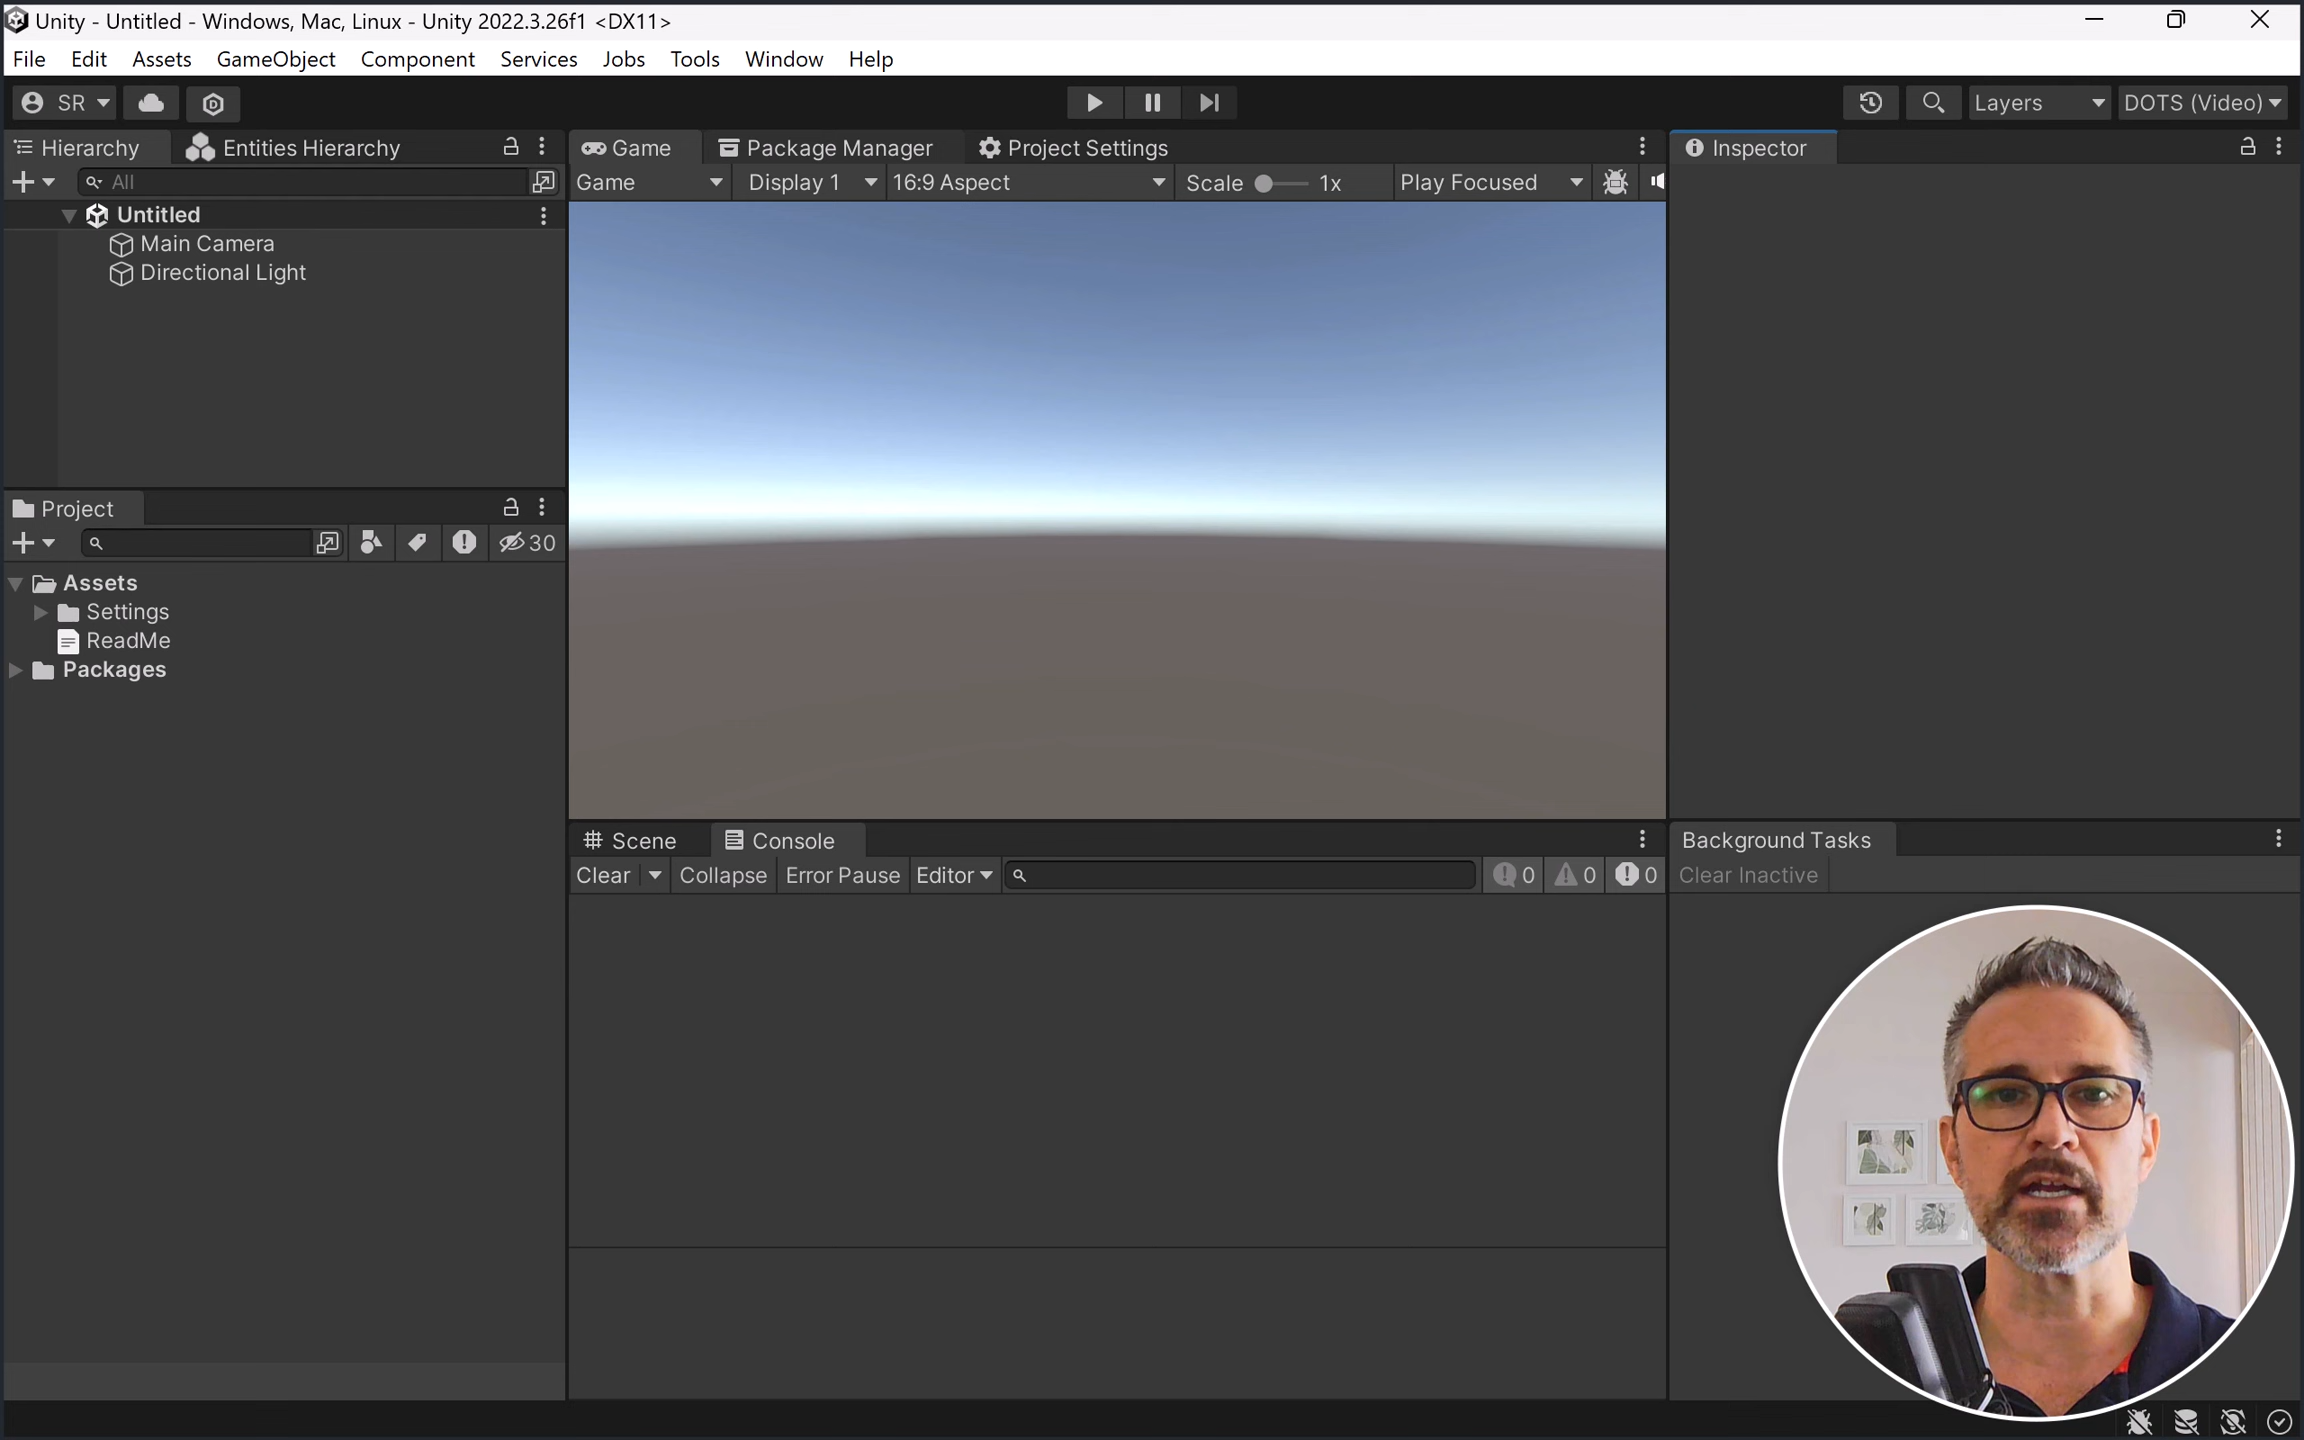 Unity - Untitled - Windows, Mac, Linux - Unity 2022.3.26f1 <DX11>
File Edit Assets GameObject Component Services Jobs Tools Window Help
SR Layers DOTS (Video)
Hierarchy Entities Hierarchy
All
Untitled
Main Camera
Directional Light
Project
30
Assets
Settings
ReadMe
Packages
Game Package Manager Project Settings
Game Display 1 16:9 Aspect Scale 1x Play Focused
Scene Console
Clear Collapse Error Pause Editor 0 0 0
Inspector
Background Tasks
Clear Inactive